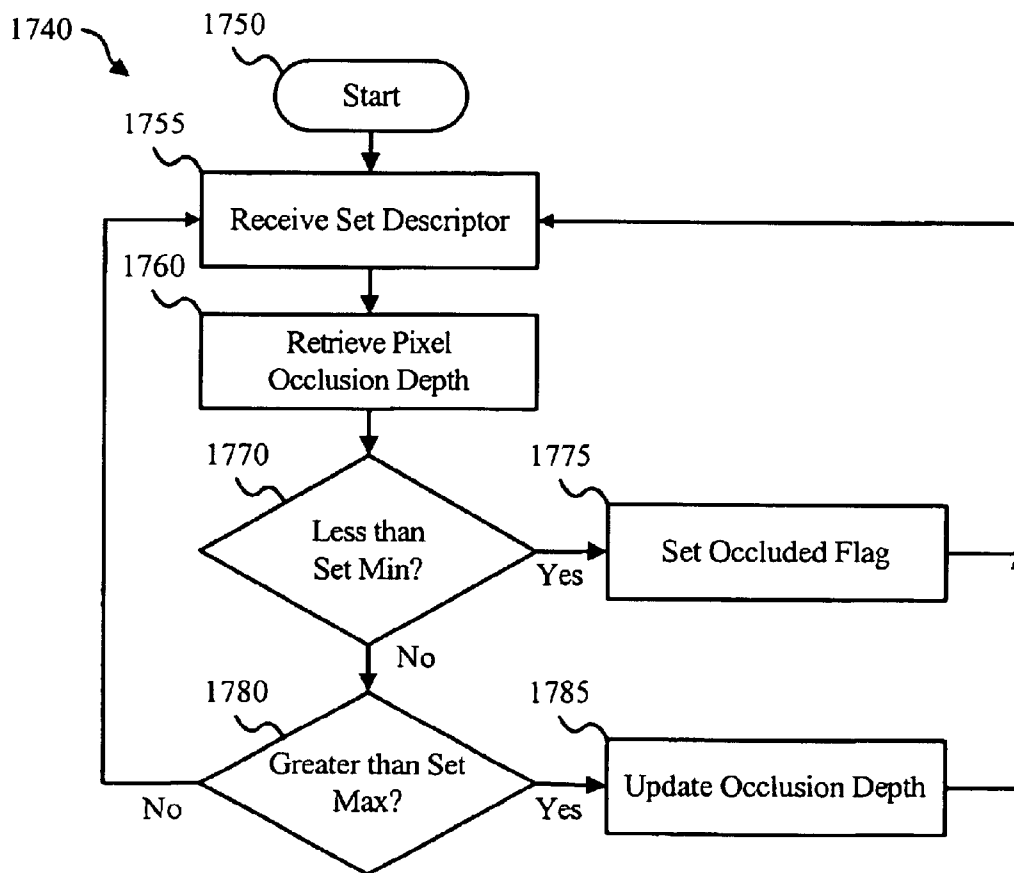 1740
1750
Start
1755
Receive Set Descriptor
1760
Retrieve Pixel
Occlusion Depth
1770
Less than
Set Min?
Yes
1775
Set Occluded Flag
No
1780
Greater than Set
Max?
No
Yes
1785
Update Occlusion Depth